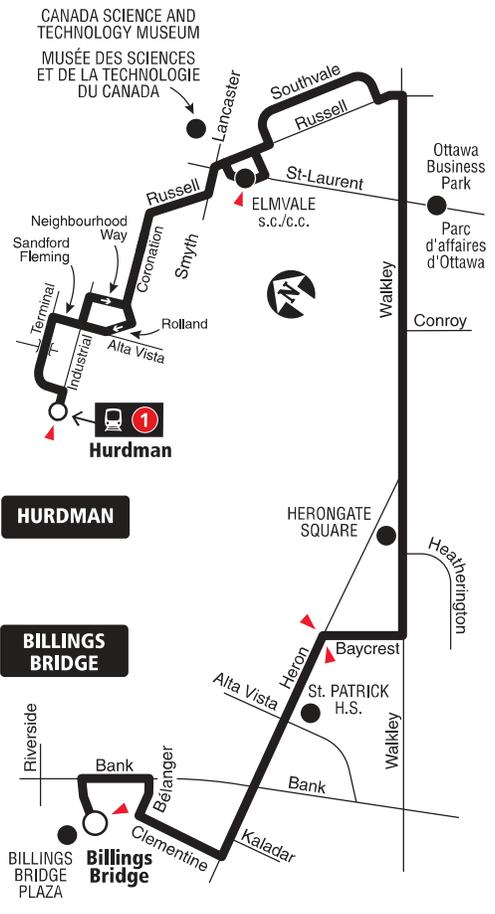 CANADA SCIENCE AND
TECHNOLOGY MUSEUM
MUSÉE DES SCIENCES
ET DE LA TECHNOLOGIE
DU CANADA
Lancaster
Southvale
Russell
Ottawa
Business
Park
Parc
d'affaires
d'Ottawa
St-Laurent
ELMVALE
s.c./c.c.
Russell
Neighbourhood
Way
Sandford
Fleming
Coronation
Smyth
N
Walkley
Conroy
Terminal
Industrial
Rolland
Alta Vista
1
Hurdman
HURDMAN
HERONGATE
SQUARE
Heatherington
BILLINGS
BRIDGE
Baycrest
Heron
Alta Vista
St. PATRICK
H.S.
Walkley
Riverside
Bank
Bélanger
Bank
Clementine
Kaladar
BILLINGS
BRIDGE
PLAZA
Billings
Bridge